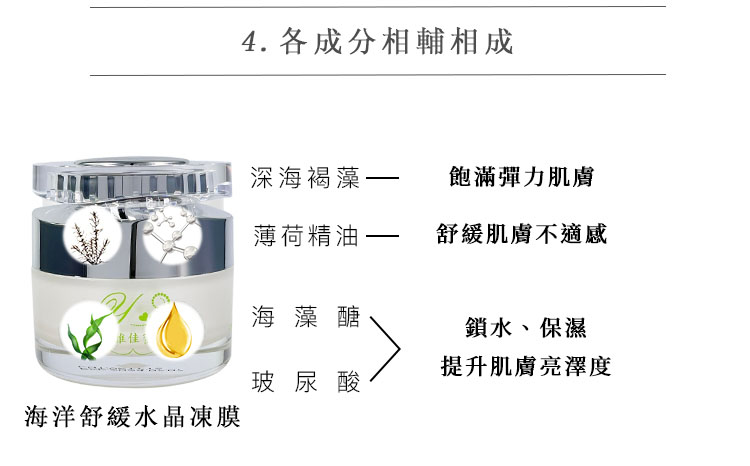 4. 各成分相輔相成
深海褐藻
飽滿彈力肌膚
薄荷精油
舒緩肌膚不適感
海藻醣
玻尿酸
鎖水、保濕
提升肌膚亮澤度
海洋舒緩水晶凍膜